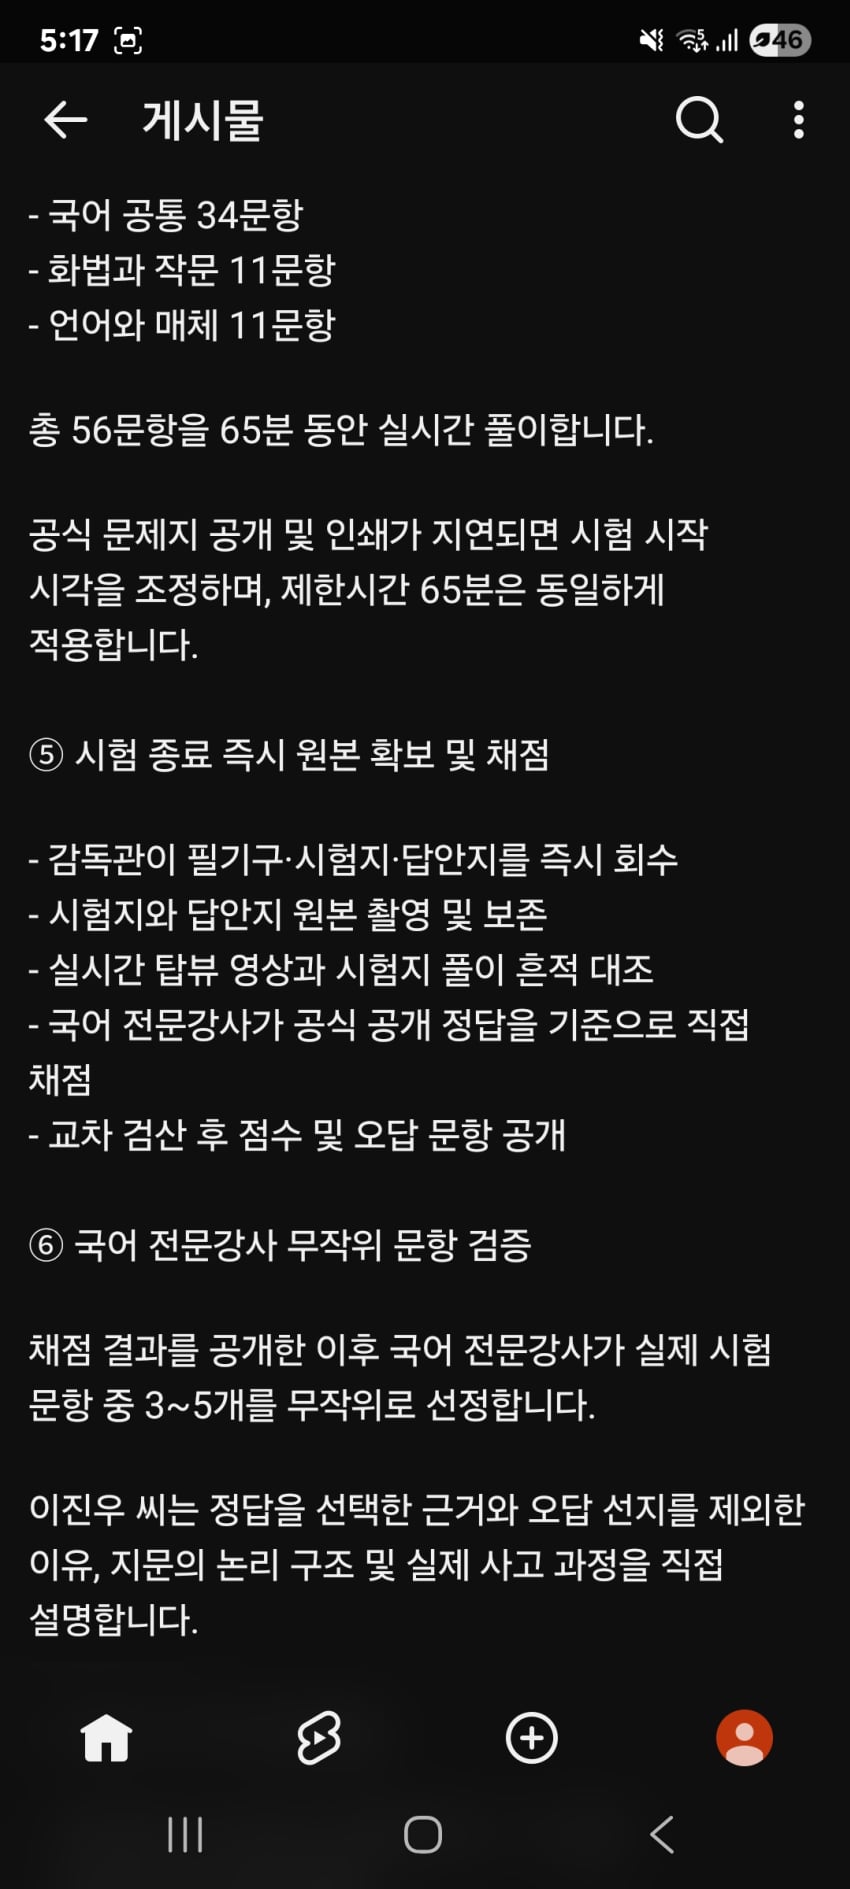 5:17
5
46
게시물
- 국어 공통 34문항
- 화법과 작문 11문항
- 언어와 매체 11문항
총 56문항을 65분 동안 실시간 풀이합니다.
공식 문제지 공개 및 인쇄가 지연되면 시험 시작
시각을 조정하며, 제한시간 65분은 동일하게
적용합니다.
⑤ 시험 종료 즉시 원본 확보 및 채점
- 감독관이 필기구·시험지·답안지를 즉시 회수
- 시험지와 답안지 원본 촬영 및 보존
- 실시간 탑뷰 영상과 시험지 풀이 흔적 대조
- 국어 전문강사가 공식 공개 정답을 기준으로 직접
채점
- 교차 검산 후 점수 및 오답 문항 공개
⑥ 국어 전문강사 무작위 문항 검증
채점 결과를 공개한 이후 국어 전문강사가 실제 시험
문항 중 3~5개를 무작위로 선정합니다.
이진우 씨는 정답을 선택한 근거와 오답 선지를 제외한
이유, 지문의 논리 구조 및 실제 사고 과정을 직접
설명합니다.